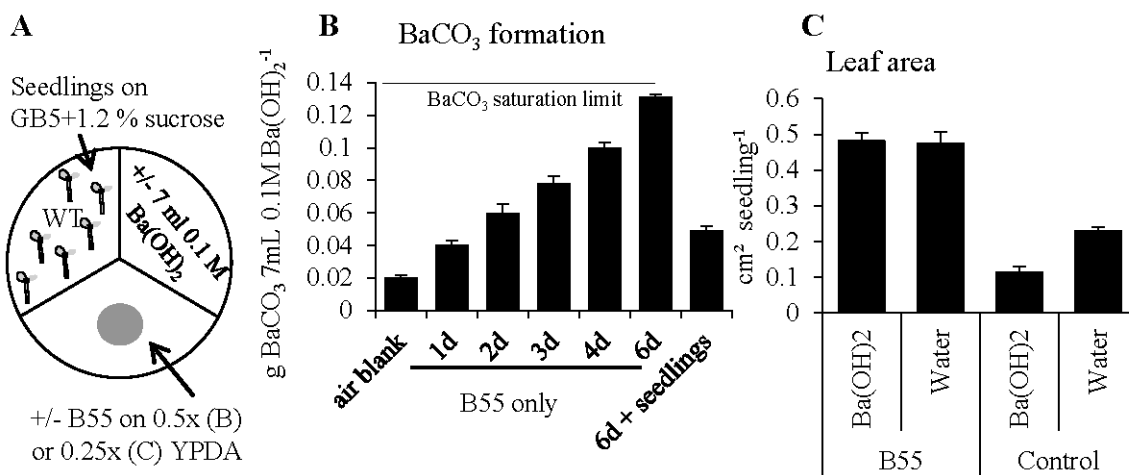 A
Seedlings on
GB5+1.2 % sucrose
WT
+/- 7 ml 0.1 M
Ba(OH)₂
+/- B55 on 0.5x (B)
or 0.25x (C) YPDA
B
BaCO₃ formation
g BaCO₃ 7mL 0.1M Ba(OH)₂⁻¹
0.14
0.12
0.1
0.08
0.06
0.04
0.02
0
BaCO₃ saturation limit
air blank
1d
2d
3d
4d
6d
6d + seedlings
B55 only
C
Leaf area
cm² seedling⁻¹
0.6
0.5
0.4
0.3
0.2
0.1
0
Ba(OH)2
Water
Ba(OH)2
Water
B55
Control